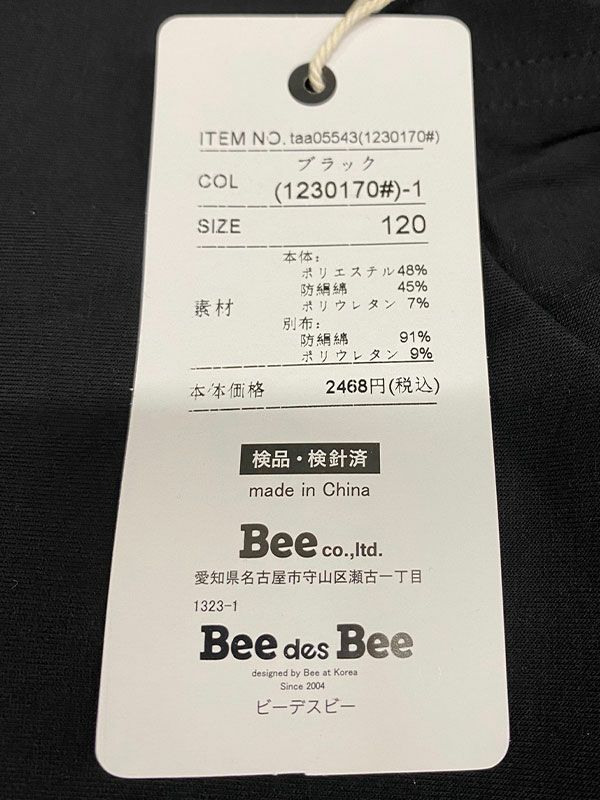 ITEM NO. taa05543(1230170#)
ブラック
COL (1230170#)-1
SIZE 120
本体:
ポリエステル48%
防絹綿 45%
素材 ポリウレタン 7%
別布:
防絹綿 91%
ポリウレタン 9%
本体価格 2468円(税込)
検品・検針済
made in China
Bee co.,ltd.
愛知県名古屋市守山区瀬古一丁目
1323-1
Bee des Bee
designed by Bee at Korea
Since 2004
ビーデスビー